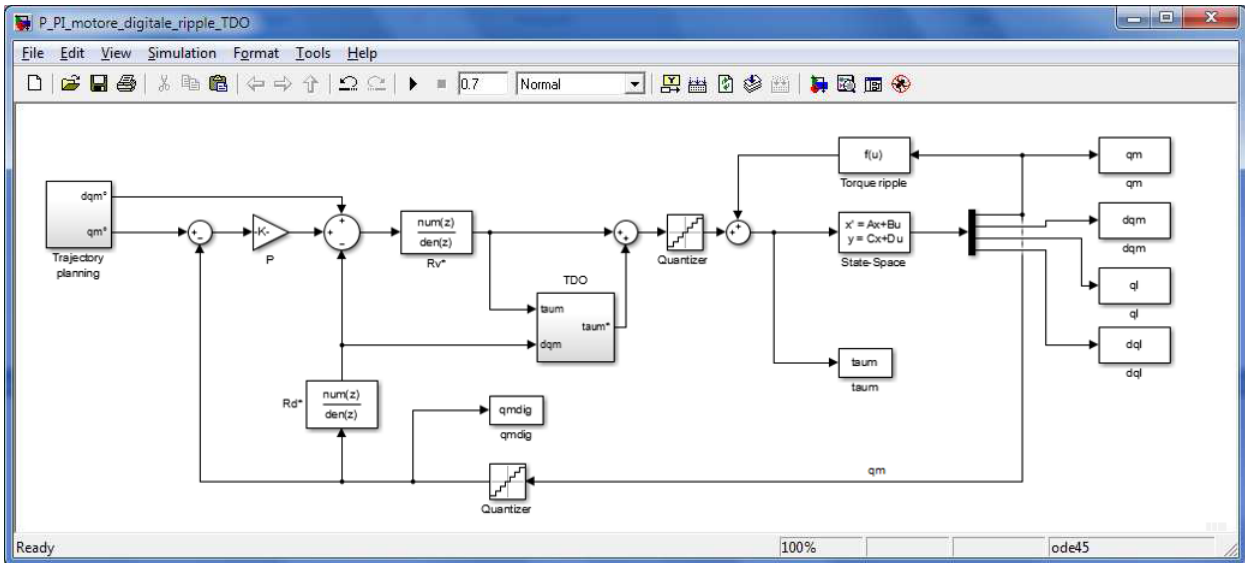 P_PI_motore_digitale_ripple_TDO
File Edit View Simulation Format Tools Help
0.7 Normal
dqm°
qm°
Trajectory
planning
-K-
P
num(z)
den(z)
Rv*
TDO
taum
taum*
dqm
Quantizer
f(u)
Torque ripple
x' = Ax+Bu
y = Cx+Du
State-Space
qm
qm
dqm
dqm
ql
ql
dql
dql
taum
taum
Rd*
num(z)
den(z)
qmdig
qmdig
Quantizer
qm
Ready 100% ode45